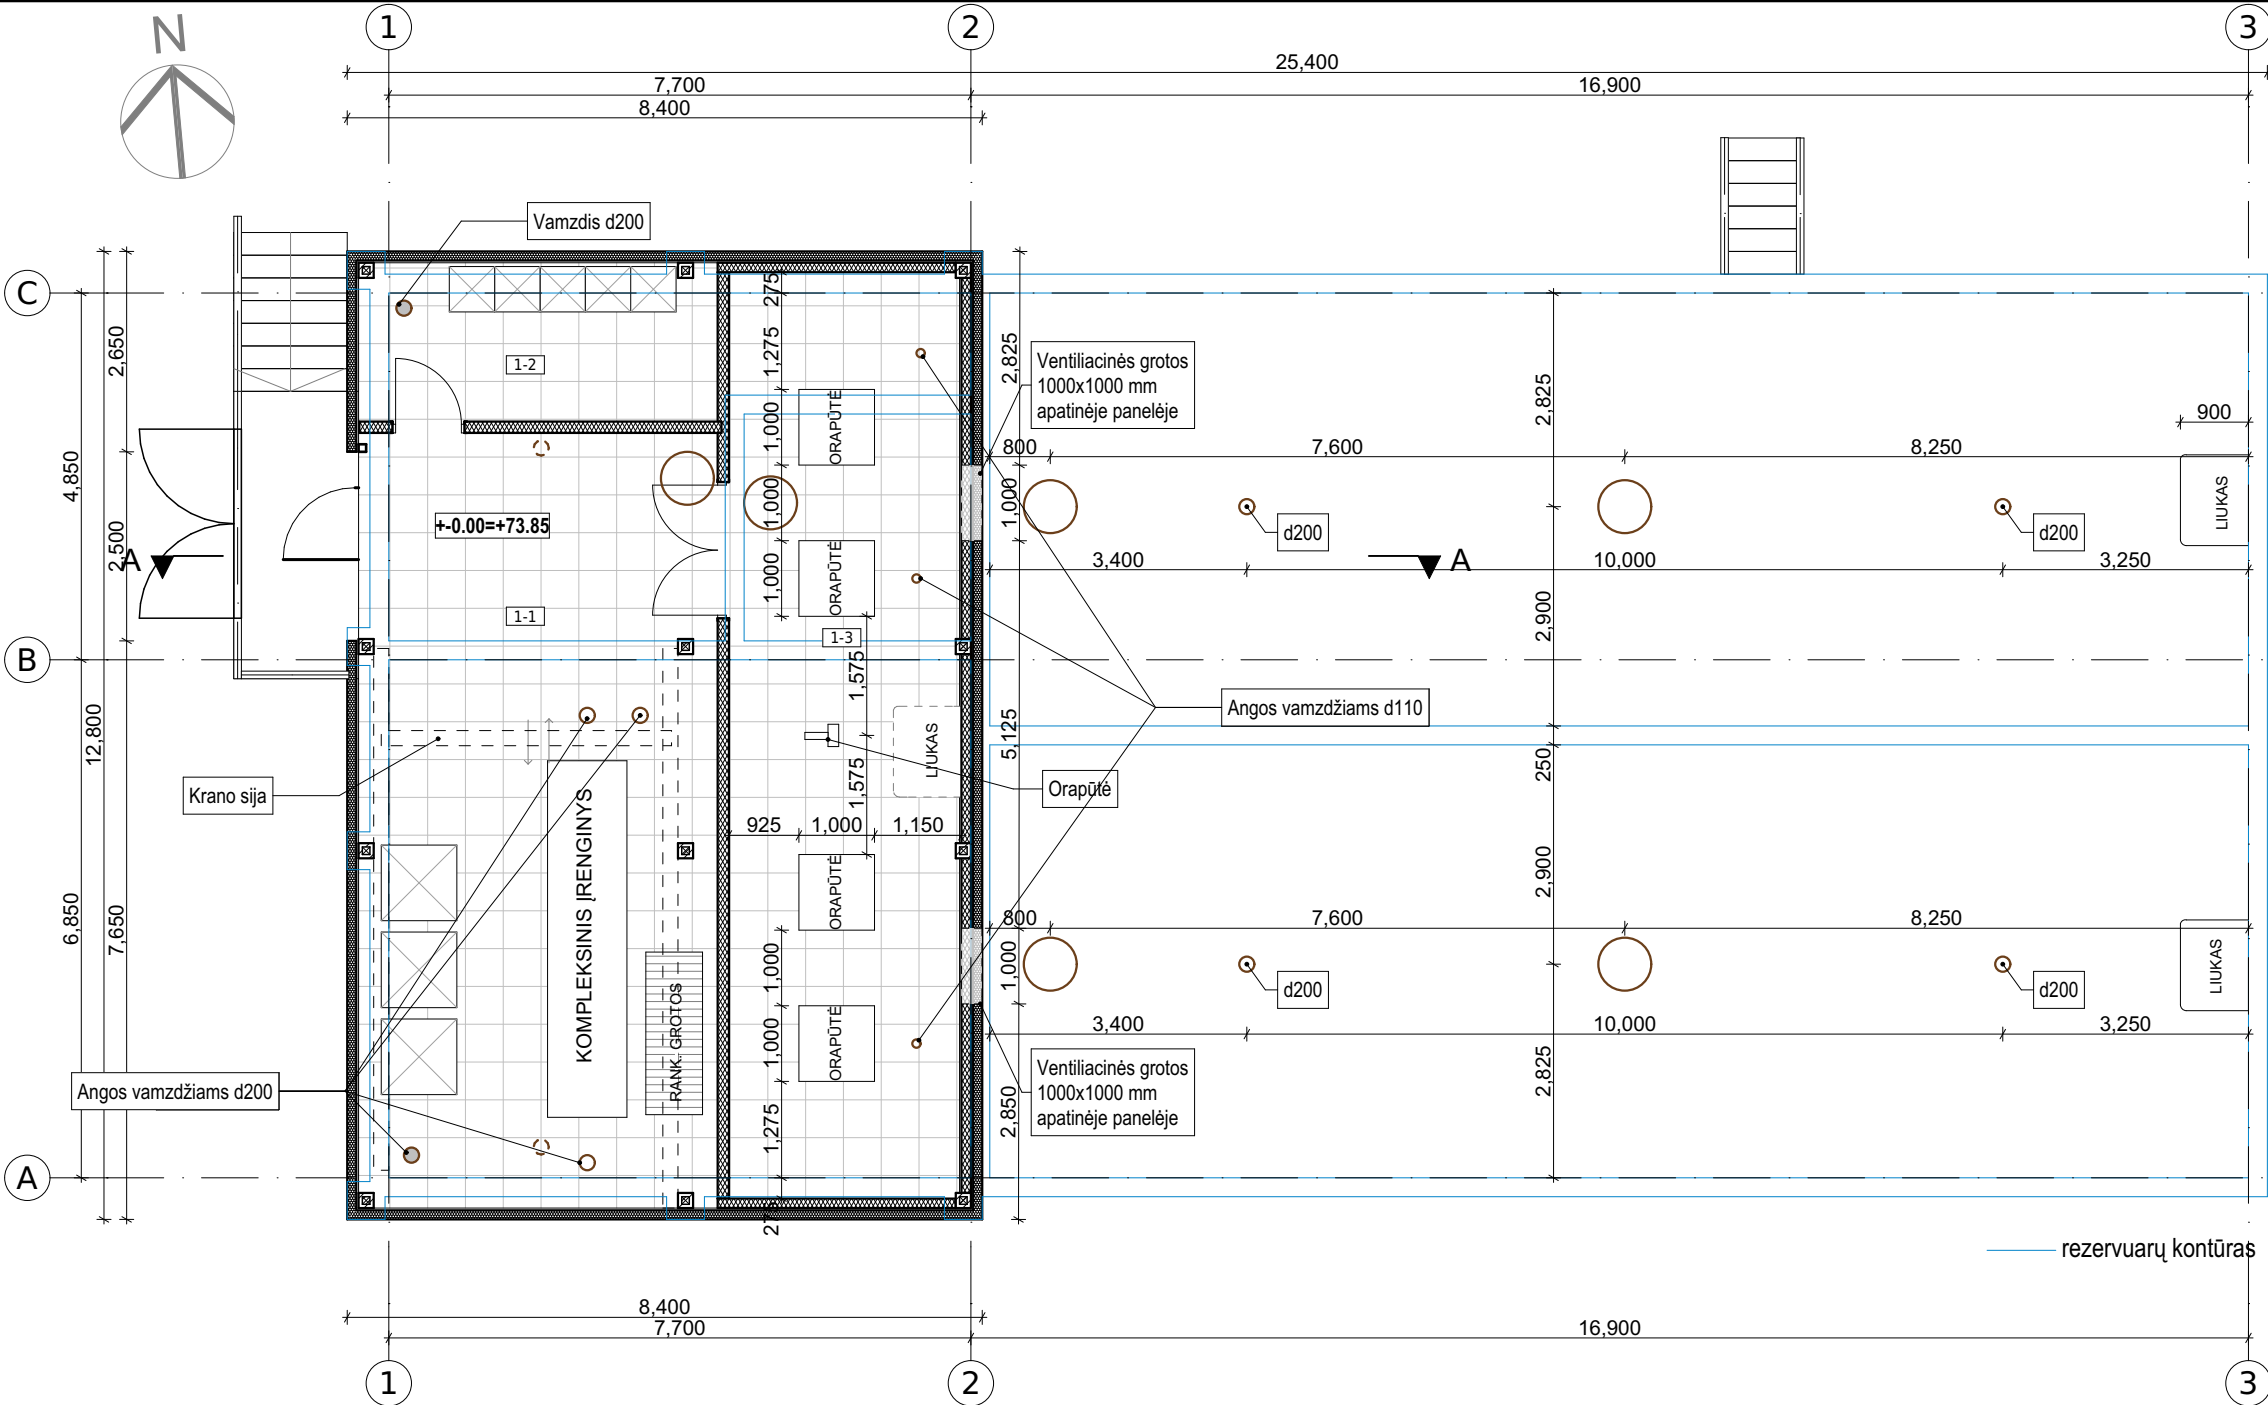 N
1
2
3
25,400
7,700
16,900
8,400
Vamzdis d200
C
275
2,650
1,275
2,825
Ventiliacinės grotos
1000x1000 mm
apatinėje panelėje
1-2
2,825
900
1,000
ORAPŪTĖ
800
7,600
8,250
4,850
1,000
1,000
LIUKAS
+-0.00=+73.85
d200
d200
2,500
A
A
1,000
ORAPŪTĖ
3,400
10,000
3,250
1-1
1-3
2,900
B
1,575
12,800
Angos vamzdžiams d110
5,125
LIUKAS
250
1,575
Krano sija
Orapūtė
KOMPLEKSINIS ĮRENGINYS
925
1,000
1,150
ORAPŪTĖ
2,900
6,850
7,650
800
7,600
8,250
1,000
1,000
LIUKAS
d200
d200
RANK. GROTOS
1,000
ORAPŪTĖ
3,400
10,000
3,250
Angos vamzdžiams d200
Ventiliacinės grotos
1000x1000 mm
apatinėje panelėje
2,850
2,825
1,275
A
275
rezervuarų kontūras
8,400
7,700
16,900
1
2
3